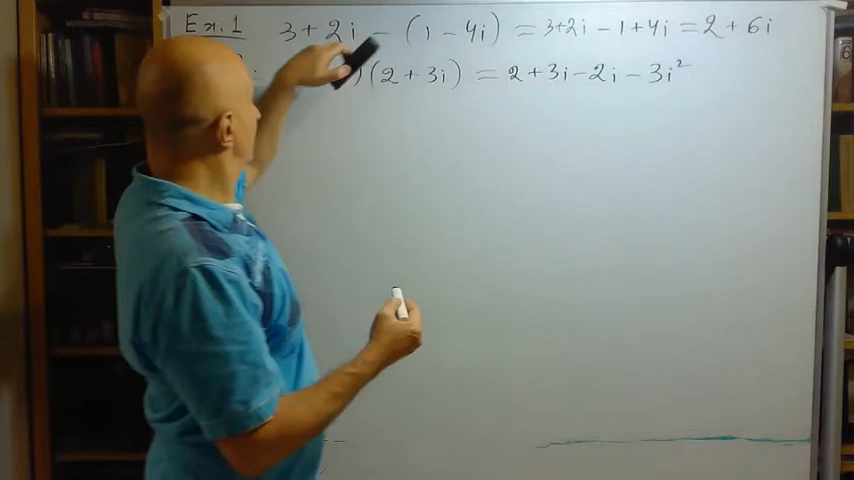 Ex. 1 3 + 2i - (1 - 4i) = 3+2i - 1 + 4i = 2 + 6i
)(2 + 3i) = 2 + 3i - 2i - 3i²